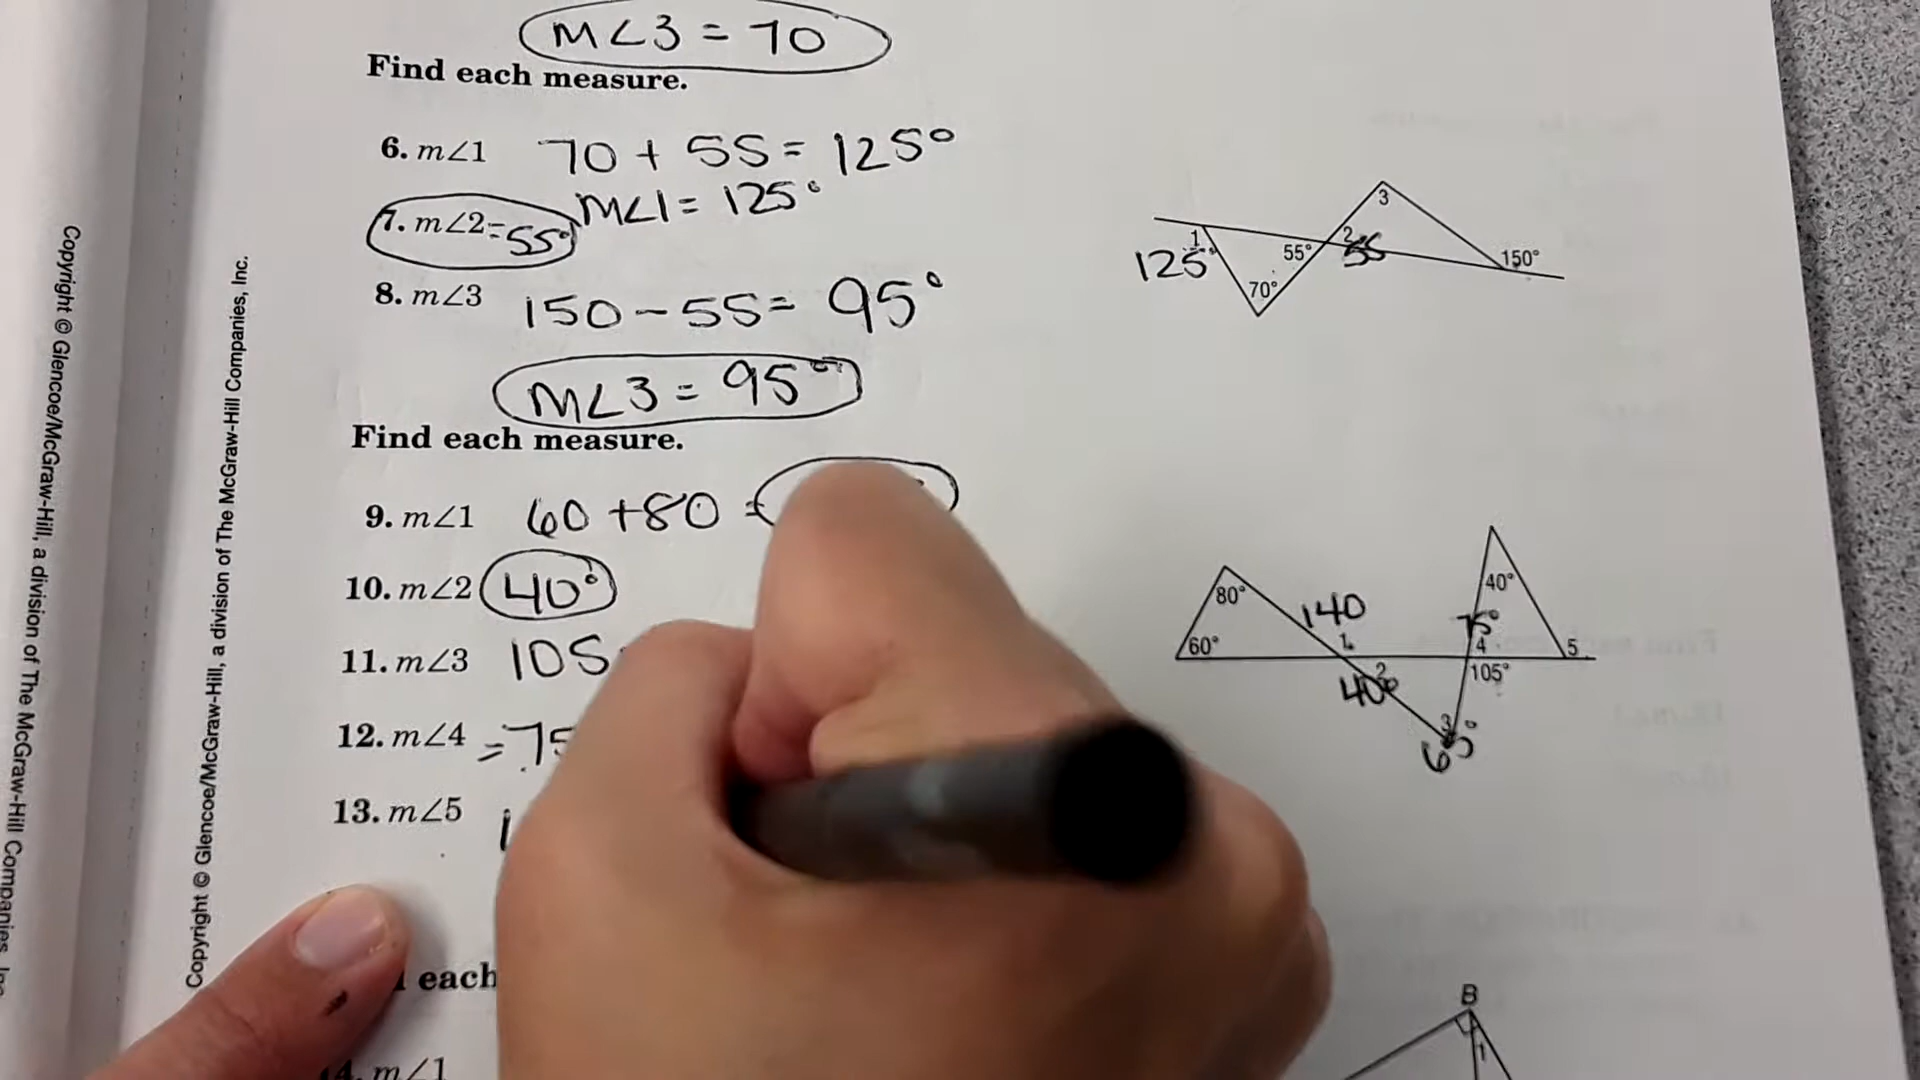 m∠3 = 70
Find each measure.
6. m∠1 70 + 55 = 125°
m∠1 = 125°
7. m∠2 = 55°
8. m∠3 150 - 55 = 95°
m∠3 = 95°
Find each measure.
9. m∠1 60 + 80 =
10. m∠2 40°
11. m∠3 105
12. m∠4 = 75
13. m∠5
each
m∠1
3
1
125°
55°
2
55
150°
70°
80°
60°
140
1
2
40°
40°
75°
4
5
105°
3
65°
B
1
Copyright © Glencoe/McGraw-Hill, a division of The McGraw-Hill Companies, Inc.
Copyright © Glencoe/McGraw-Hill, a division of The McGraw-Hill Companies, Inc.